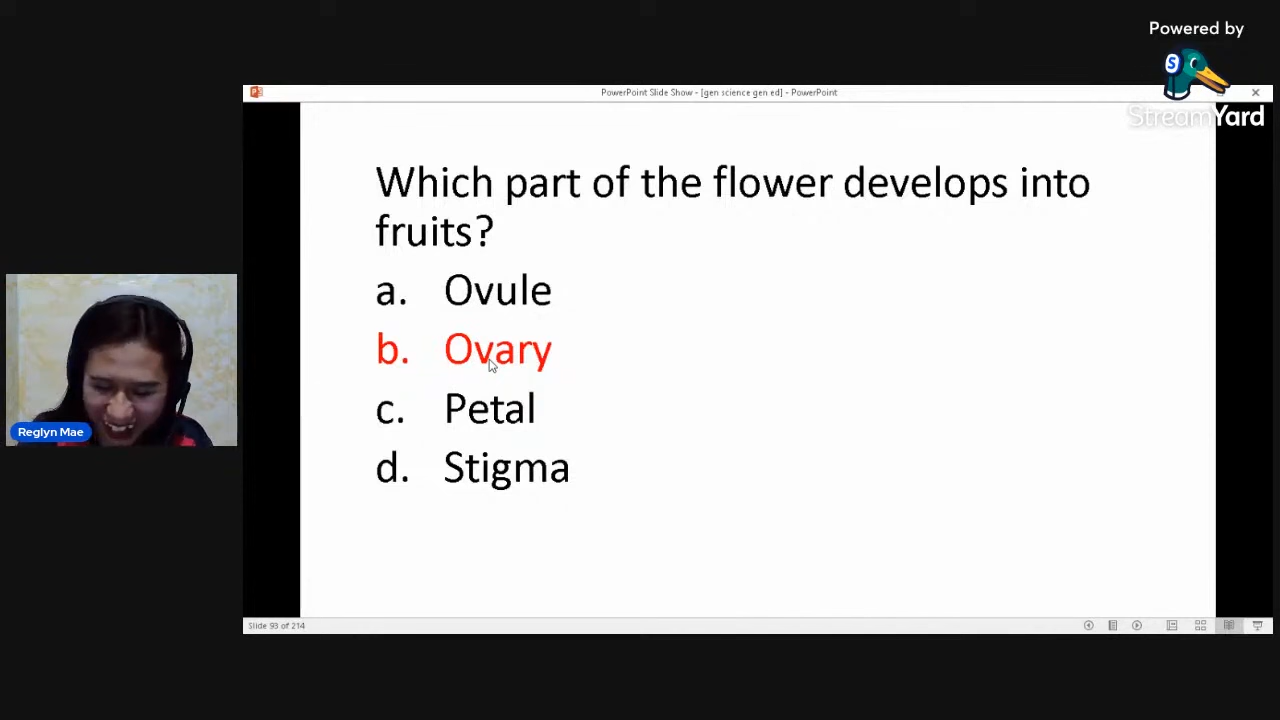 Powered by
StreamYard
PowerPoint Slide Show - [gen science gen ed] - PowerPoint
Which part of the flower develops into
fruits?
a. Ovule
b. Ovary
c. Petal
d. Stigma
Reglyn Mae
Slide 93 of 214